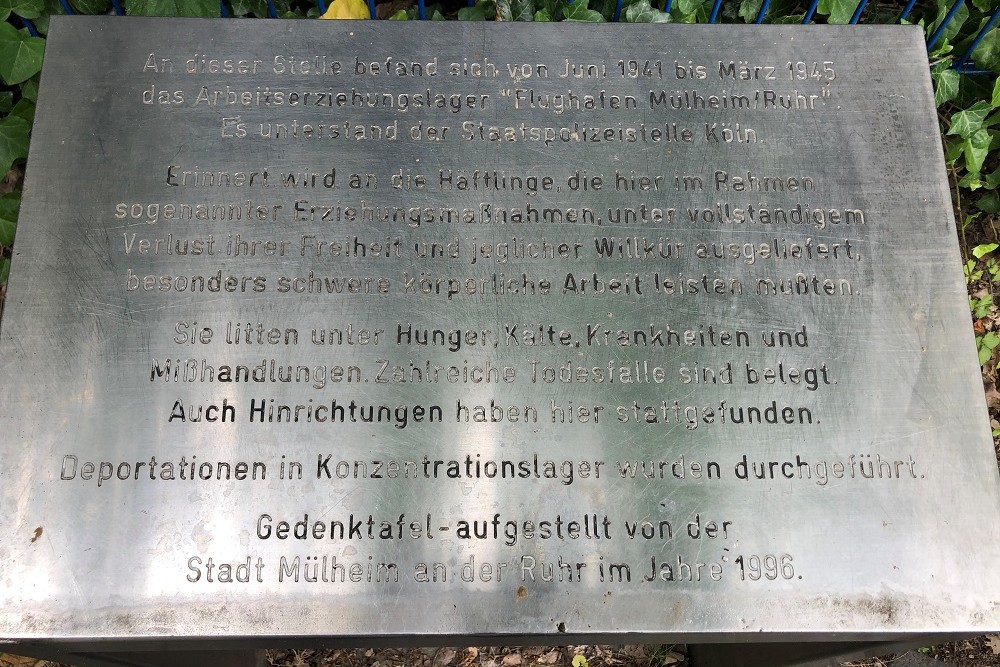 An dieser Stelle befand sich von Juni 1941 bis März 1945
das Arbeitserziehungslager "Flughafen Mülheim/Ruhr".
Es unterstand der Staatspolizeistelle Köln.
Erinnert wird an die Häftlinge, die hier im Rahmen
sogenannter Erziehungsmaßnahmen, unter vollständigem
Verlust ihrer Freiheit und jeglicher Willkür ausgeliefert,
besonders schwere körperliche Arbeit leisten mußten.
Sie litten unter Hunger, Kälte, Krankheiten und
Mißhandlungen. Zahlreiche Todesfälle sind belegt.
Auch Hinrichtungen haben hier stattgefunden.
Deportationen in Konzentrationslager wurden durchgeführt.
Gedenktafel - aufgestellt von der
Stadt Mülheim an der Ruhr im Jahre 1996.